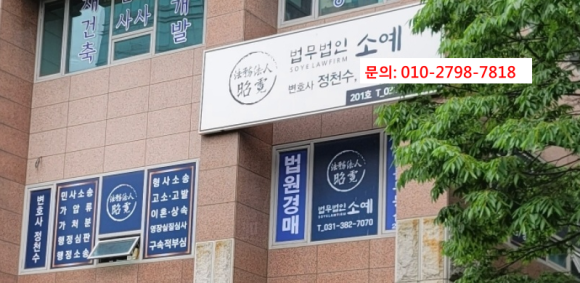 재건축
민사
형사
개발
法務法人
昭藝
법무법인 소예
SOYE LAWFIRM
변호사 정천수,
문의: 010-2798-7818
201호 T_03
변호사 정천수
민사소송
가압류
가처분
행정심판
행정소송
法務法人
昭藝
형사소송
고소·고발
이혼·상속
영장실질심사
구속적부심
법원경매
法務法人
昭藝
법무법인 소예
SOYE LAWFIRM
T_031-382-7070